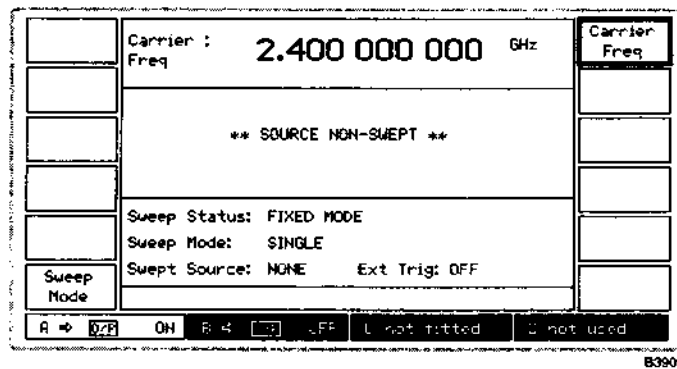 Carrier :
Freq
2.400 000 000 GHz
Carrier
Freq
** SOURCE NON-SWEPT **
Sweep Status: FIXED MODE
Sweep Mode: SINGLE
Swept Source: NONE Ext Trig: OFF
Sweep
Mode
A ⇒ O/P ON B OFF C not fitted D not used
B390